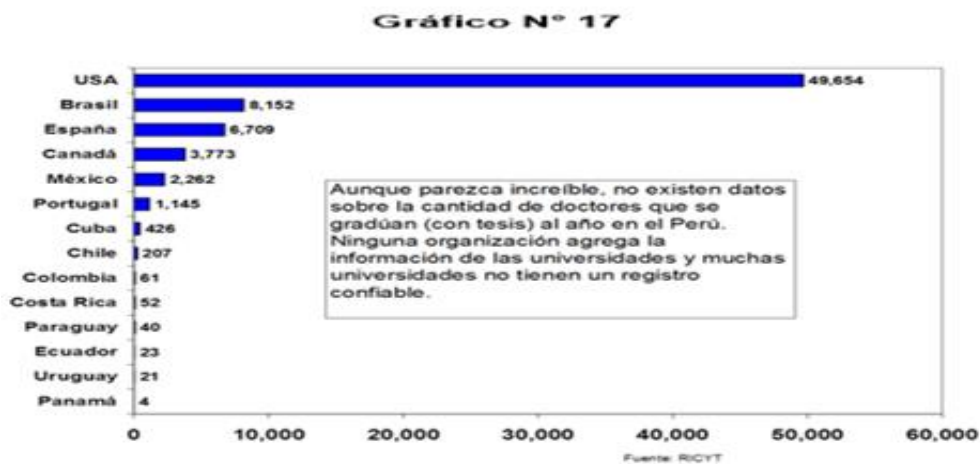 Gráfico N° 17
USA 49,654
Brasil 8,152
España 6,709
Canadá 3,773
México 2,262
Portugal 1,145
Cuba 426
Chile 207
Colombia 61
Costa Rica 52
Paraguay 40
Ecuador 23
Uruguay 21
Panamá 4
Aunque parezca increíble, no existen datos
sobre la cantidad de doctores que se
gradúan (con tesis) al año en el Perú.
Ninguna organización agrega la
información de las universidades y muchas
universidades no tienen un registro
confiable.
0 10,000 20,000 30,000 40,000 50,000 60,000
Fuente: RICYT